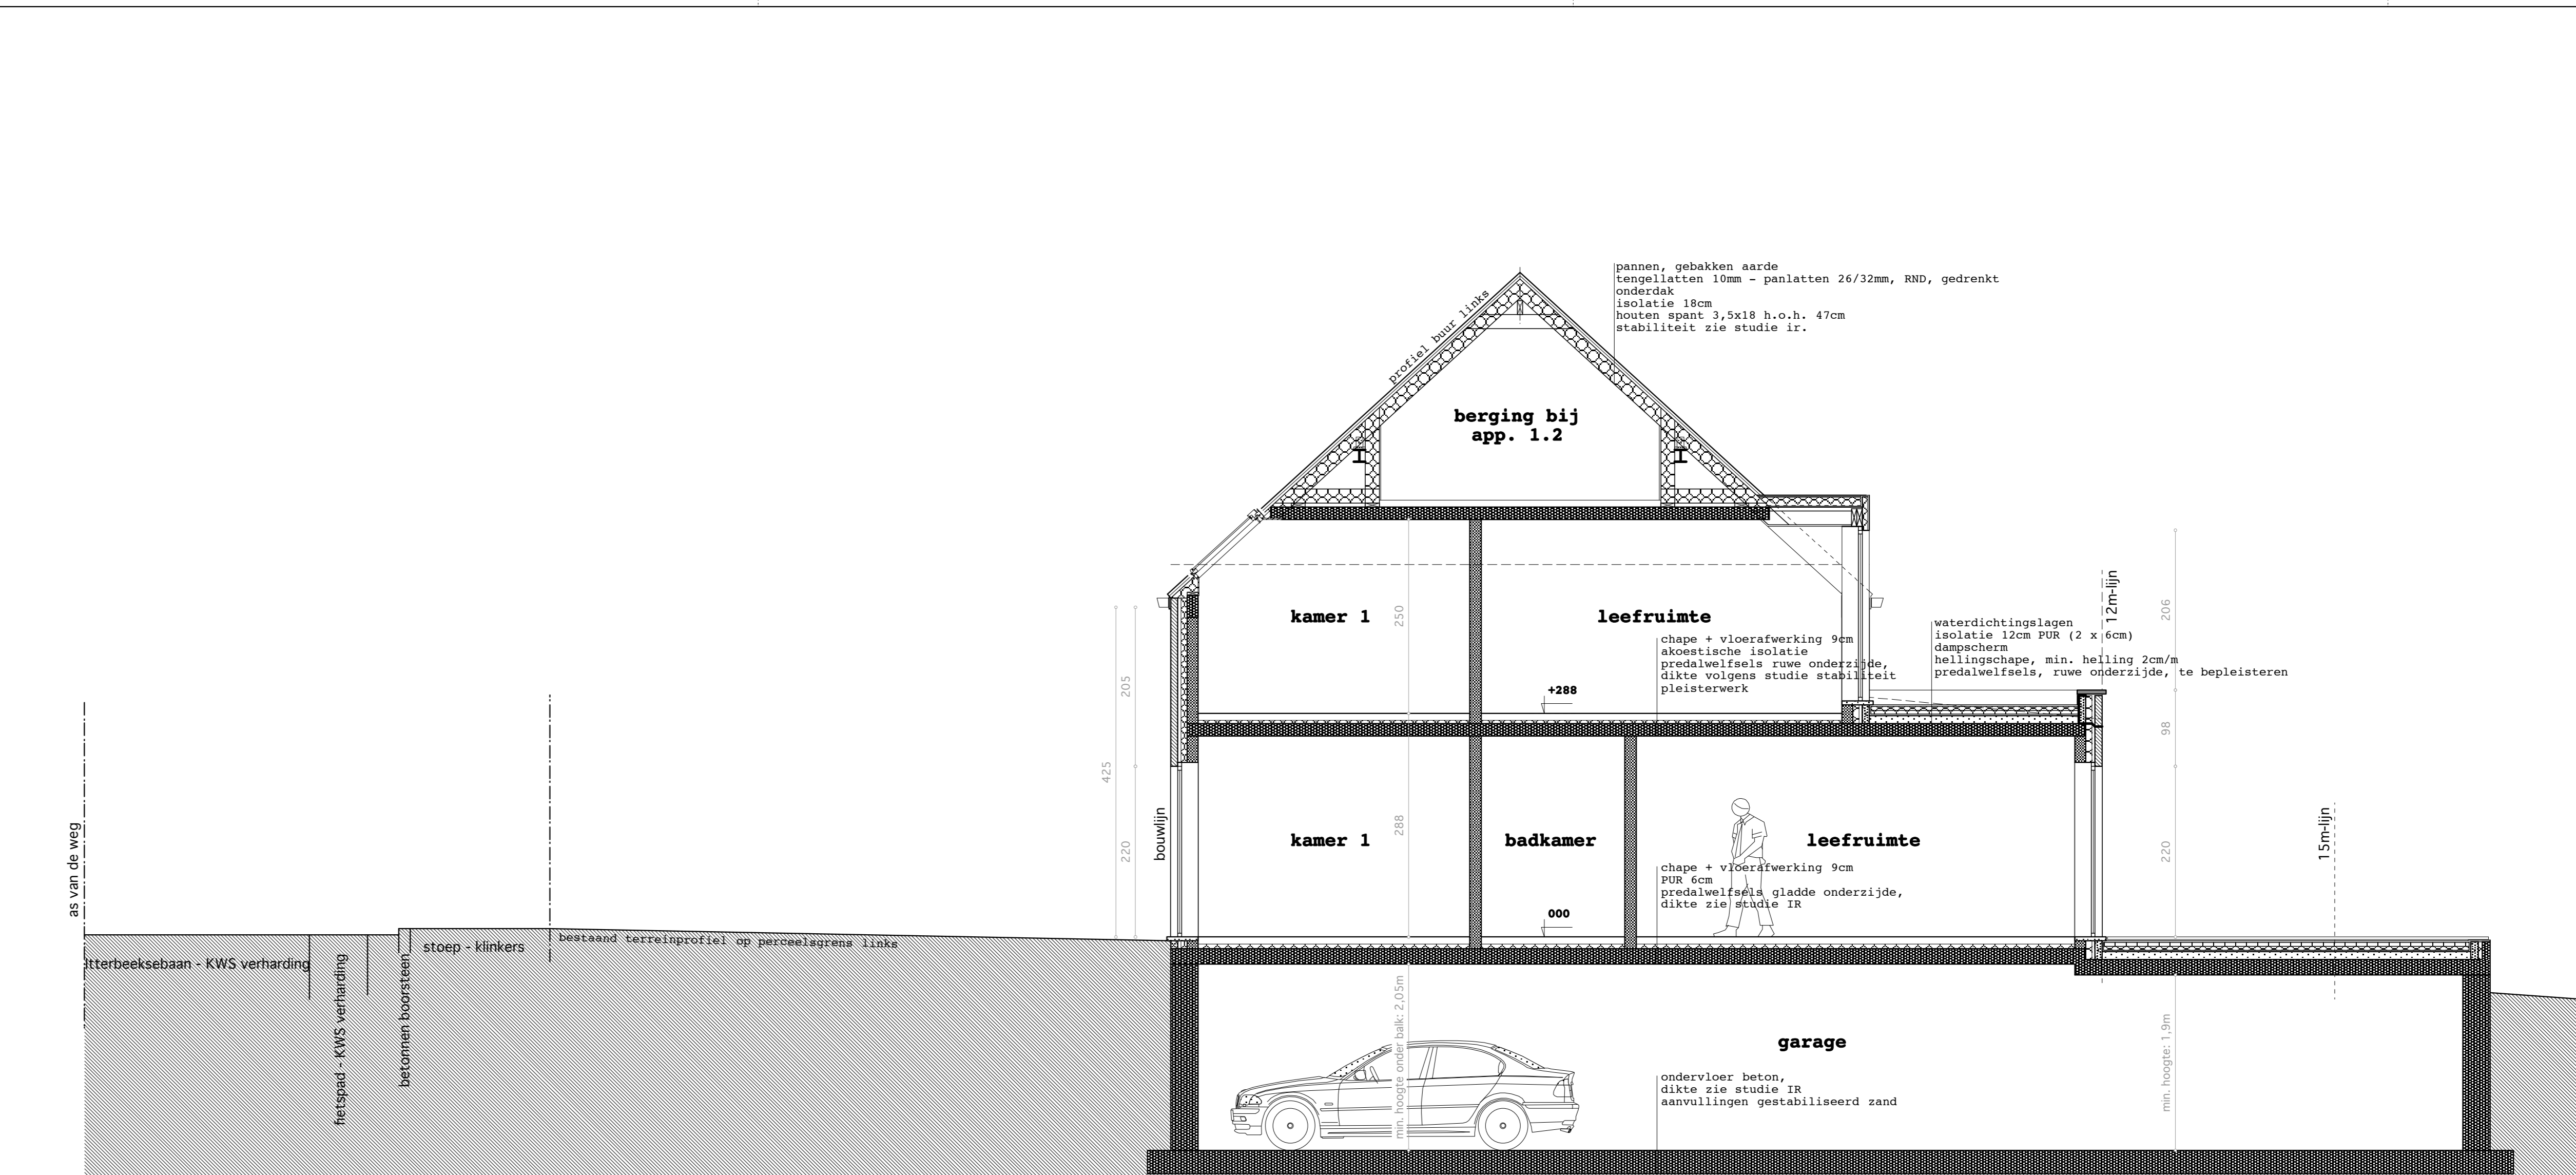 pannen, gebakken aarde
tengellatten 10mm - panlatten 26/32mm, RND, gedrenkt
onderdak
isolatie 18cm
houten spant 3,5x18 h.o.h. 47cm
stabiliteit zie studie ir.
profiel buur links
berging bij
app. 1.2
kamer 1
250
leefruimte
chape + vloerafwerking 9cm
akoestische isolatie
predalwelfsels ruwe onderzijde,
dikte volgens studie stabiliteit
pleisterwerk
+288
waterdichtingslagen
isolatie 12cm PUR (2 x 6cm)
dampscherm
hellingschape, min. helling 2cm/m
predalwelfsels, ruwe onderzijde, te bepleisteren
12m-lijn
206
98
220
15m-lijn
205
425
220
bouwlijn
kamer 1
288
badkamer
leefruimte
chape + vloerafwerking 9cm
PUR 6cm
predalwelfsels gladde onderzijde,
dikte zie studie IR
000
as van de weg
Itterbeeksebaan - KWS verharding
fietspad - KWS verharding
betonnen boorsteen
stoep - klinkers
bestaand terreinprofiel op perceelsgrens links
min. hoogte onder balk: 2,05m
garage
ondervloer beton,
dikte zie studie IR
aanvullingen gestabiliseerd zand
min. hoogte: 1,9m